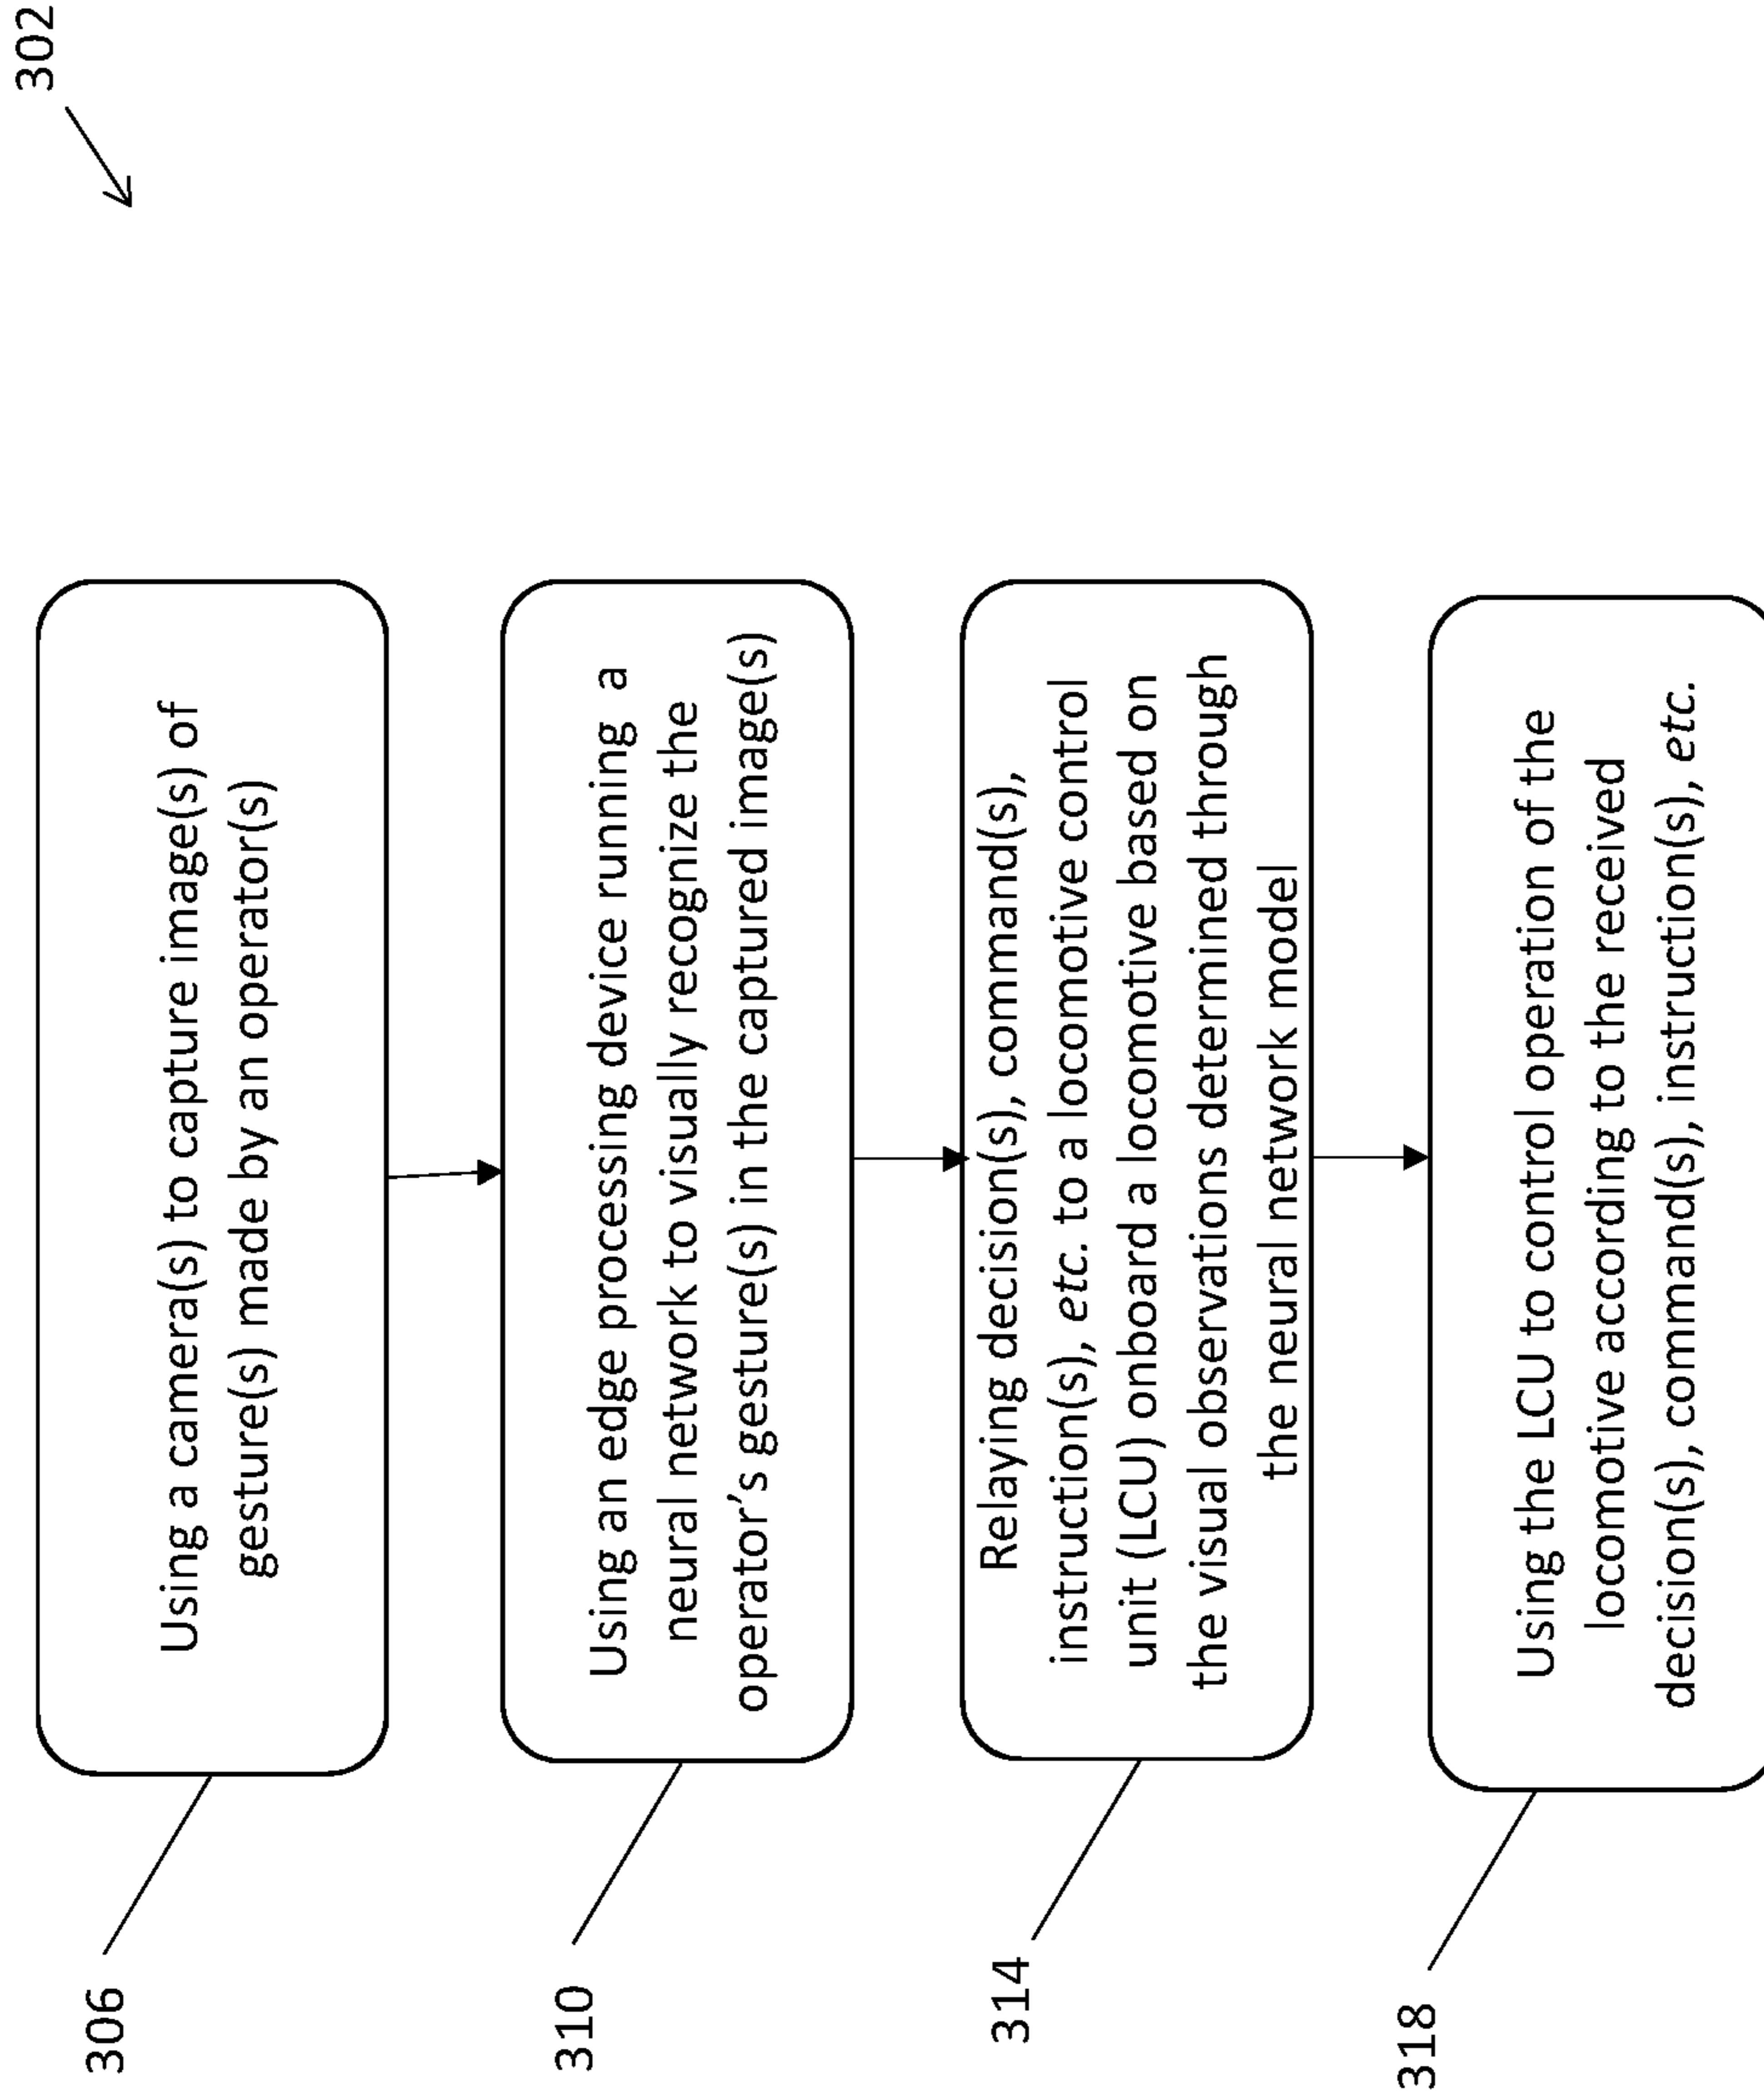 302
306
Using a camera(s) to capture image(s) of
gesture(s) made by an operator(s)
310
Using an edge processing device running a
neural network to visually recognize the
operator’s gesture(s) in the captured image(s)
314
Relaying decision(s), command(s),
instruction(s), etc. to a locomotive control
unit (LCU) onboard a locomotive based on
the visual observations determined through
the neural network model
318
Using the LCU to control operation of the
locomotive according to the received
decision(s), command(s), instruction(s), etc.